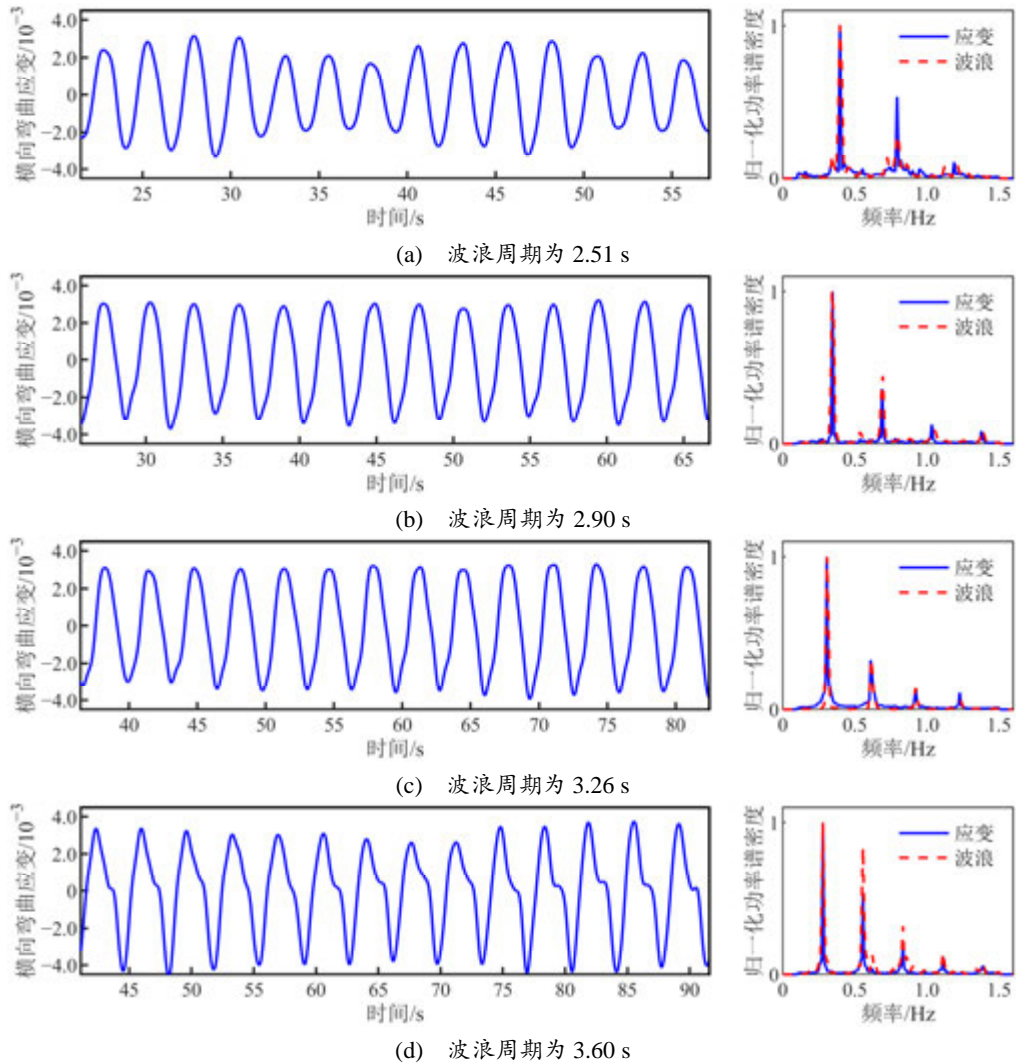 4.0
2.0
0
−2.0
−4.0
横向弯曲应变/10⁻³
25 30 35 40 45 50 55
时间/s
1
0
归一化功率谱密度
应变
波浪
0 0.5 1.0 1.5
频率/Hz
(a) 波浪周期为 2.51 s
4.0
2.0
0
−2.0
−4.0
横向弯曲应变/10⁻³
30 35 40 45 50 55 60 65
时间/s
1
0
归一化功率谱密度
应变
波浪
0 0.5 1.0 1.5
频率/Hz
(b) 波浪周期为 2.90 s
4.0
2.0
0
−2.0
−4.0
横向弯曲应变/10⁻³
40 45 50 55 60 65 70 75 80
时间/s
1
0
归一化功率谱密度
应变
波浪
0 0.5 1.0 1.5
频率/Hz
(c) 波浪周期为 3.26 s
4.0
2.0
0
−2.0
−4.0
横向弯曲应变/10⁻³
45 50 55 60 65 70 75 80 85 90
时间/s
1
0
归一化功率谱密度
应变
波浪
0 0.5 1.0 1.5
频率/Hz
(d) 波浪周期为 3.60 s